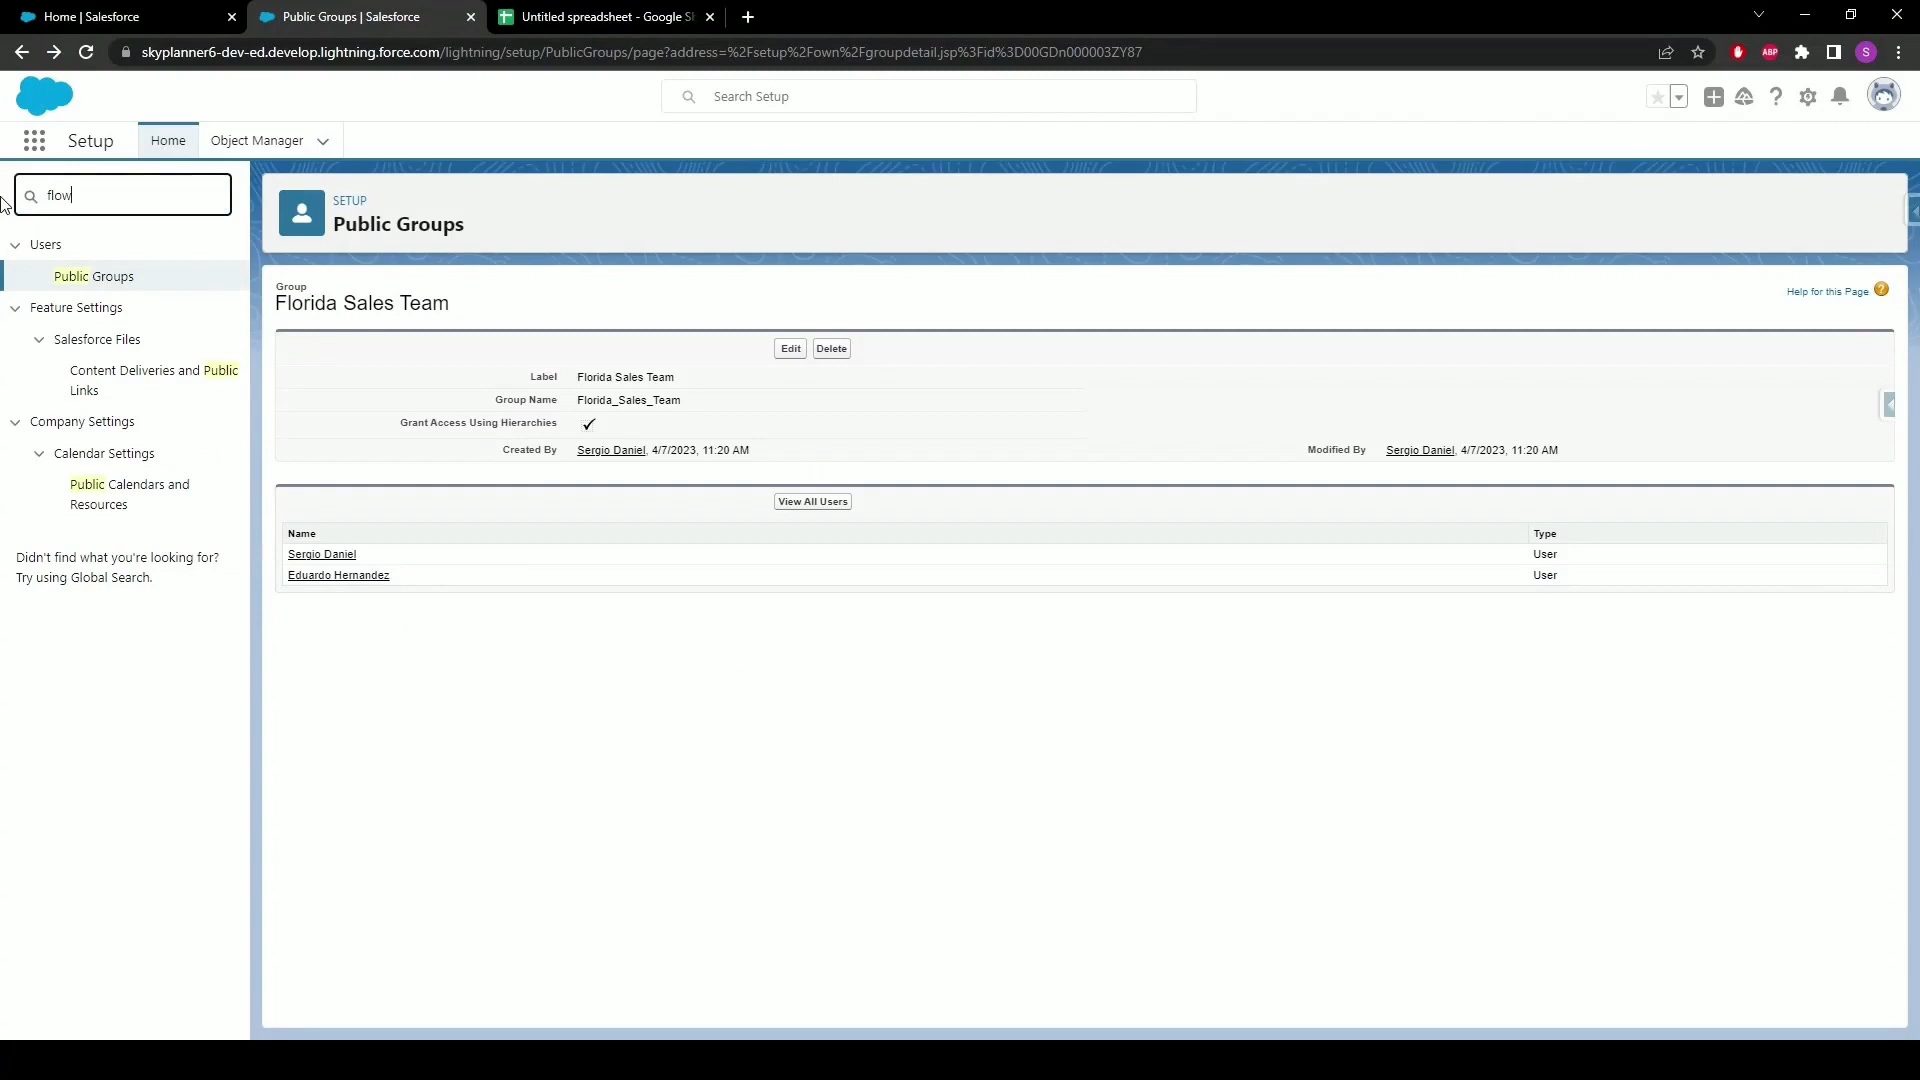 Home | Salesforce
Public Groups | Salesforce
Untitled spreadsheet - Google Sh
skyplanner6-dev-ed.develop.lightning.force.com/lightning/setup/PublicGroups/page?address=%2Fsetup%2Fown%2Fgroupdetail.jsp%3Fid%3D00GDn000003ZY87
ABP
S
Search Setup
Setup
Home
Object Manager
flow
Users
Public Groups
Feature Settings
Salesforce Files
Content Deliveries and Public
Links
Company Settings
Calendar Settings
Public Calendars and
Resources
Didn't find what you're looking for?
Try using Global Search.
SETUP
Public Groups
Group
Florida Sales Team
Help for this Page ?
Edit Delete
Label Florida Sales Team
Group Name Florida_Sales_Team
Grant Access Using Hierarchies ✓
Created By Sergio Daniel, 4/7/2023, 11:20 AM Modified By Sergio Daniel, 4/7/2023, 11:20 AM
View All Users
Name Type
Sergio Daniel User
Eduardo Hernandez User